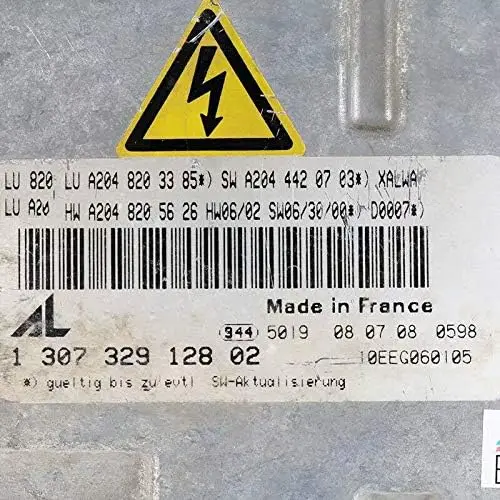 LU 820 LU A204 820 33 85*) SW A204 442 07 03*) XALWA
LU A20 HW A204 820 56 26 HW06/02 SW06/30/00*) D0007*)
AL
Made in France
(944) 5019 08 07 08 0598
1 307 329 128 02 10EEG060105
*) gueltig bis zu evtl SW-Aktualisierung